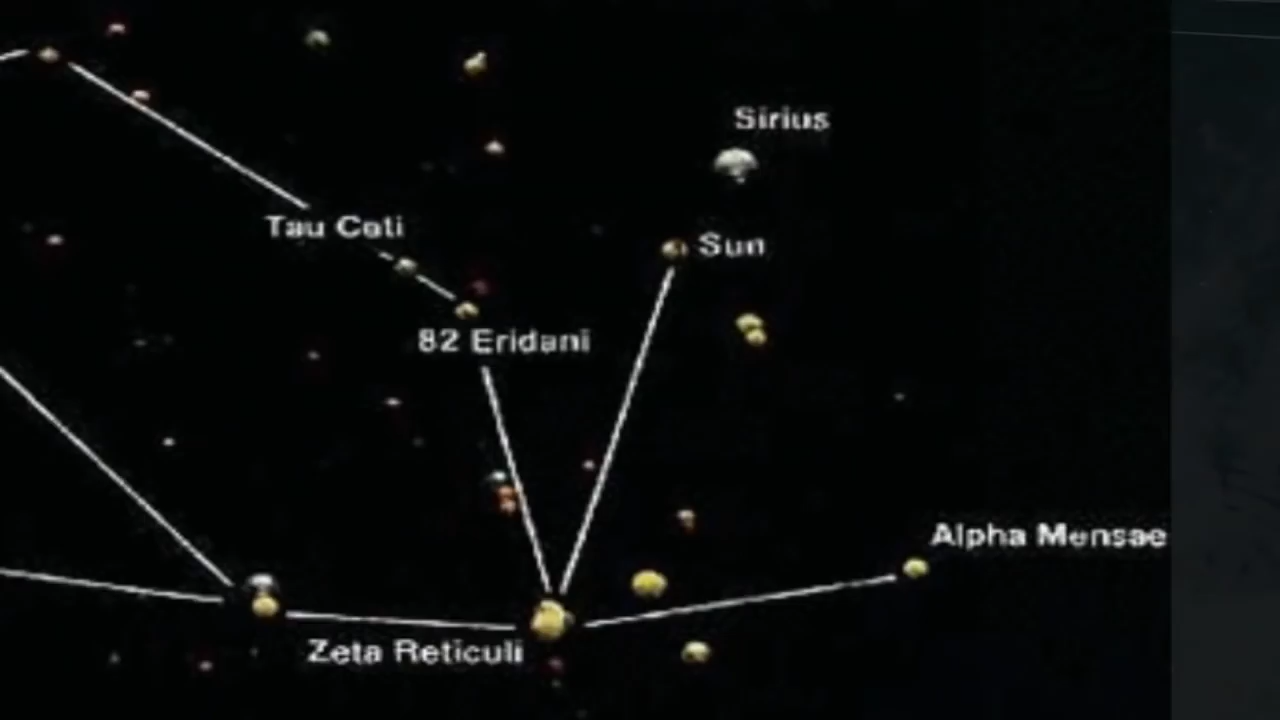 Sirius
Tau Ceti
Sun
82 Eridani
Alpha Mensae
Zeta Reticuli